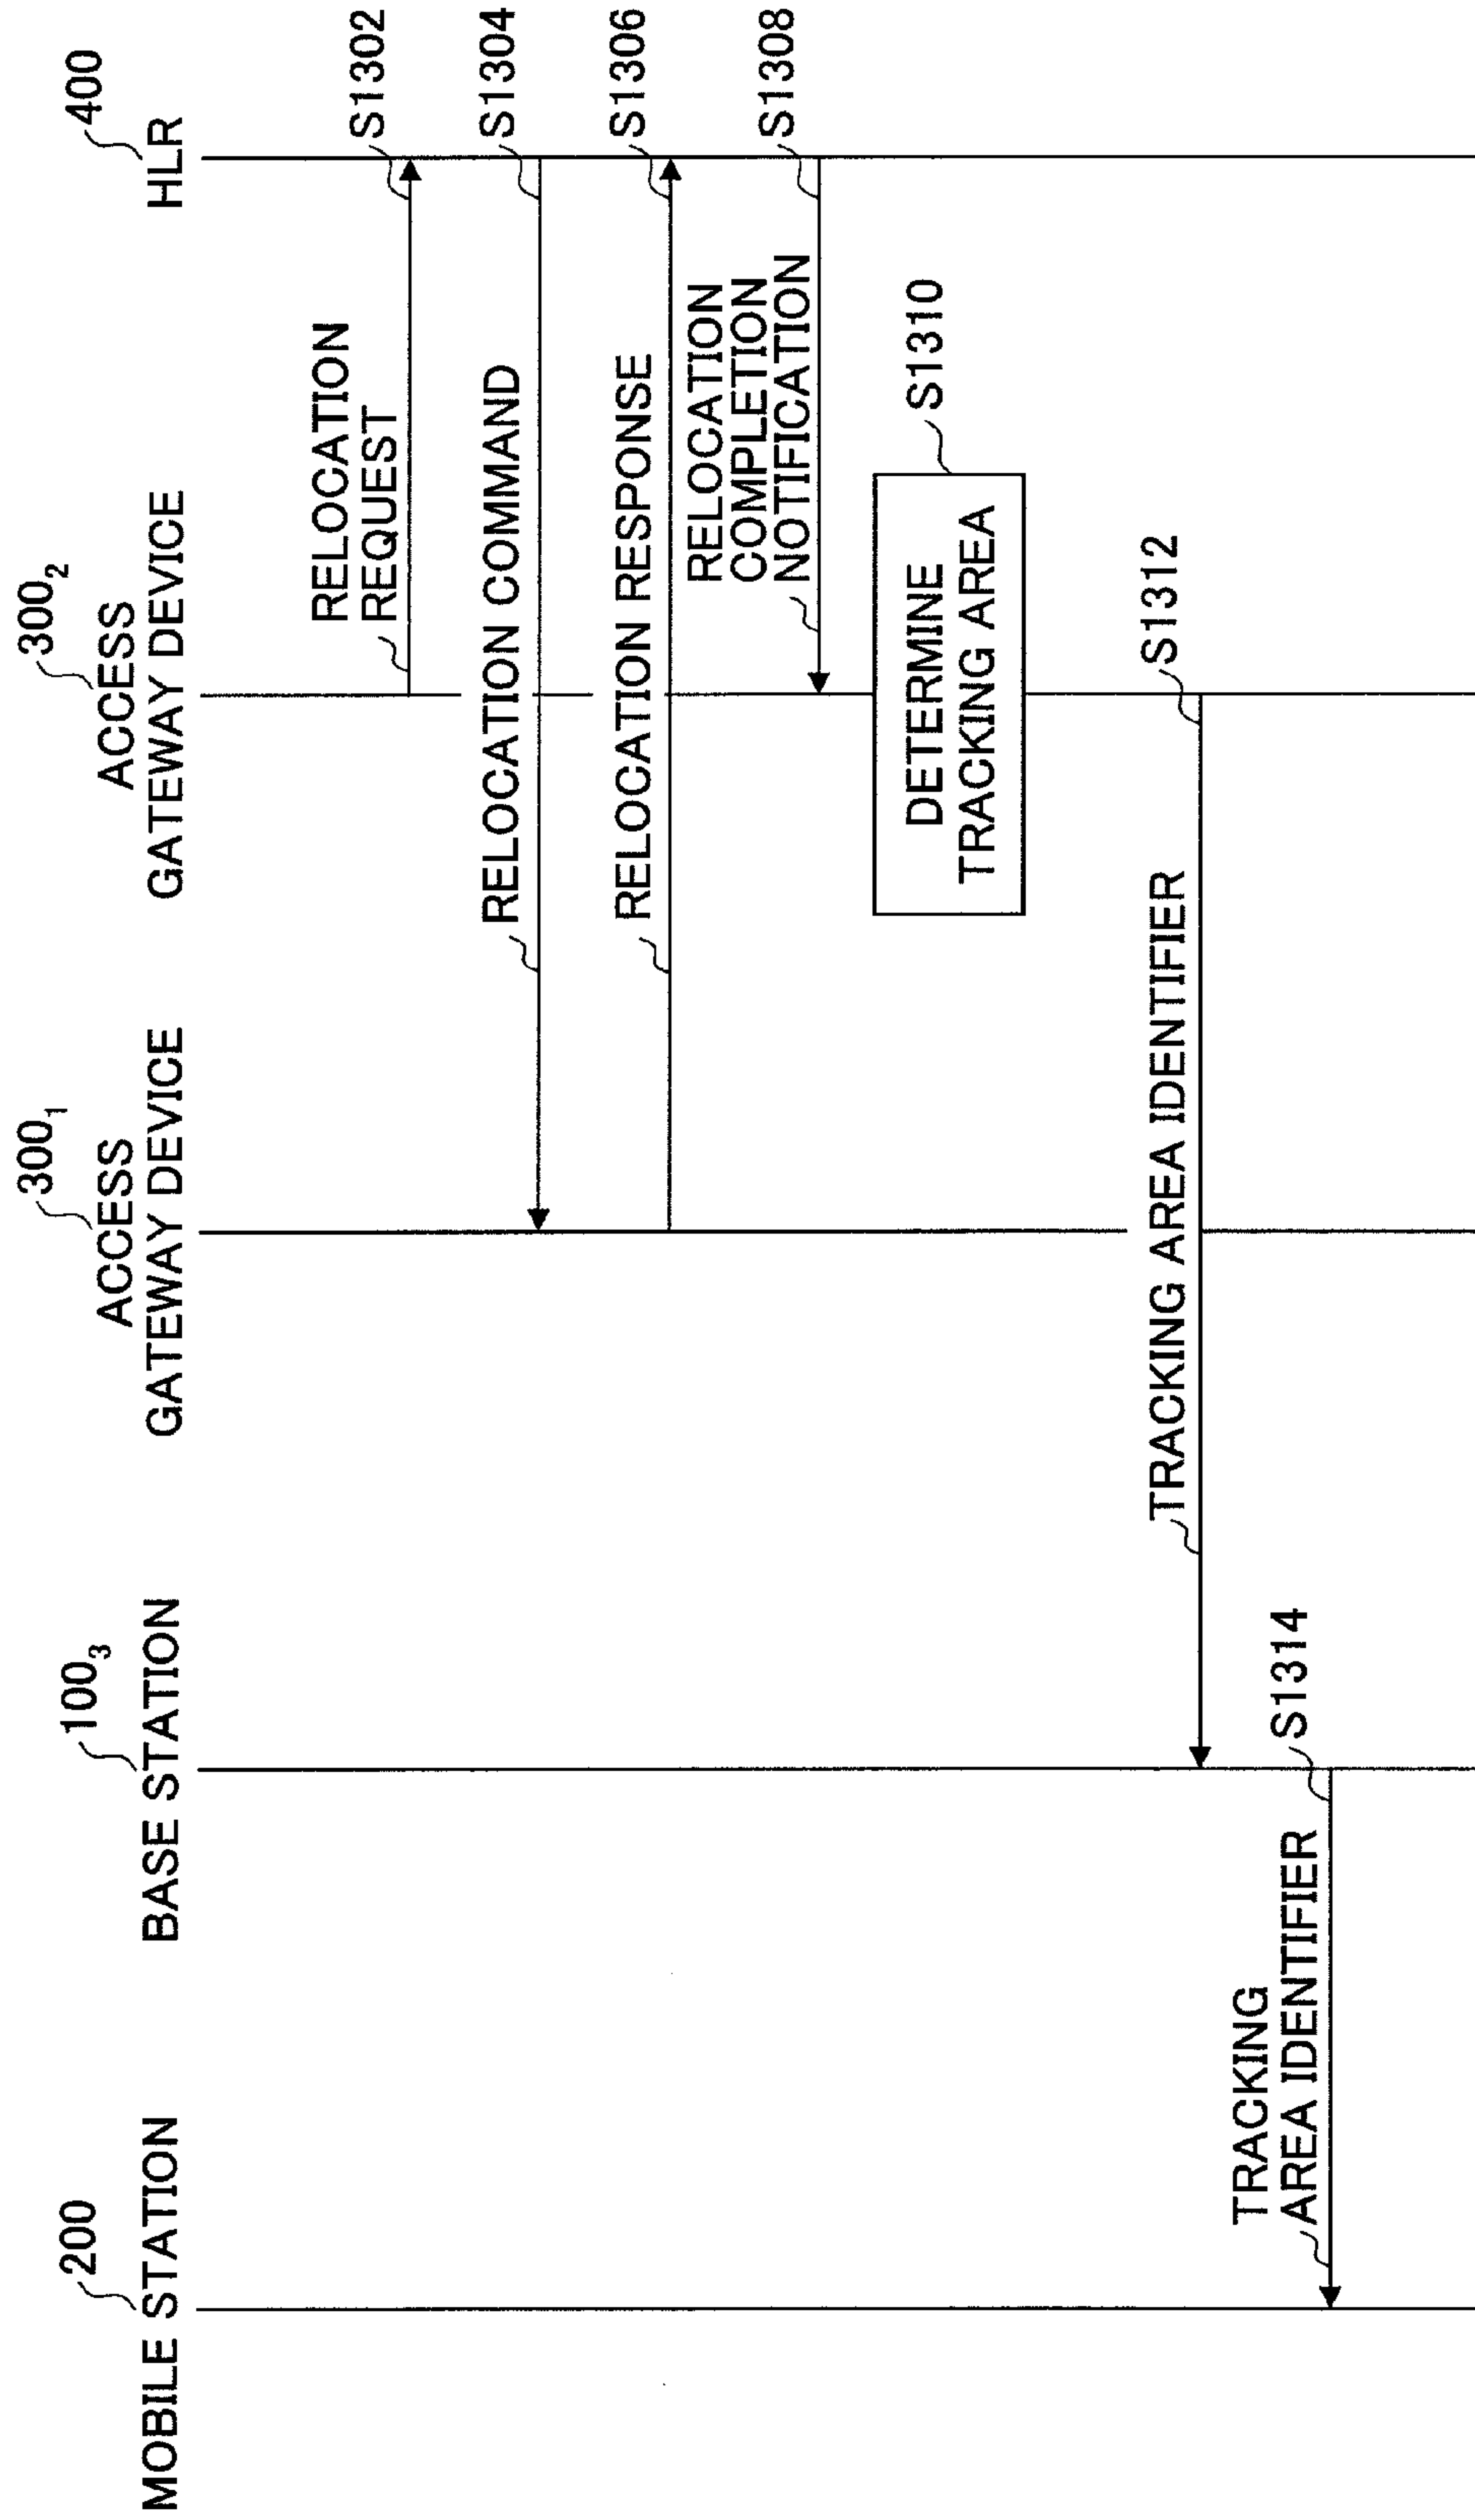 200
MOBILE STATION
100₃
BASE STATION
300₁
ACCESS
GATEWAY DEVICE
300₂
ACCESS
GATEWAY DEVICE
400
HLR
RELOCATION
REQUEST
S1302
RELOCATION COMMAND
S1304
RELOCATION RESPONSE
S1306
RELOCATION
COMPLETION
NOTIFICATION
S1308
DETERMINE
TRACKING AREA
S1310
TRACKING AREA IDENTIFIER
S1312
TRACKING
AREA IDENTIFIER
S1314